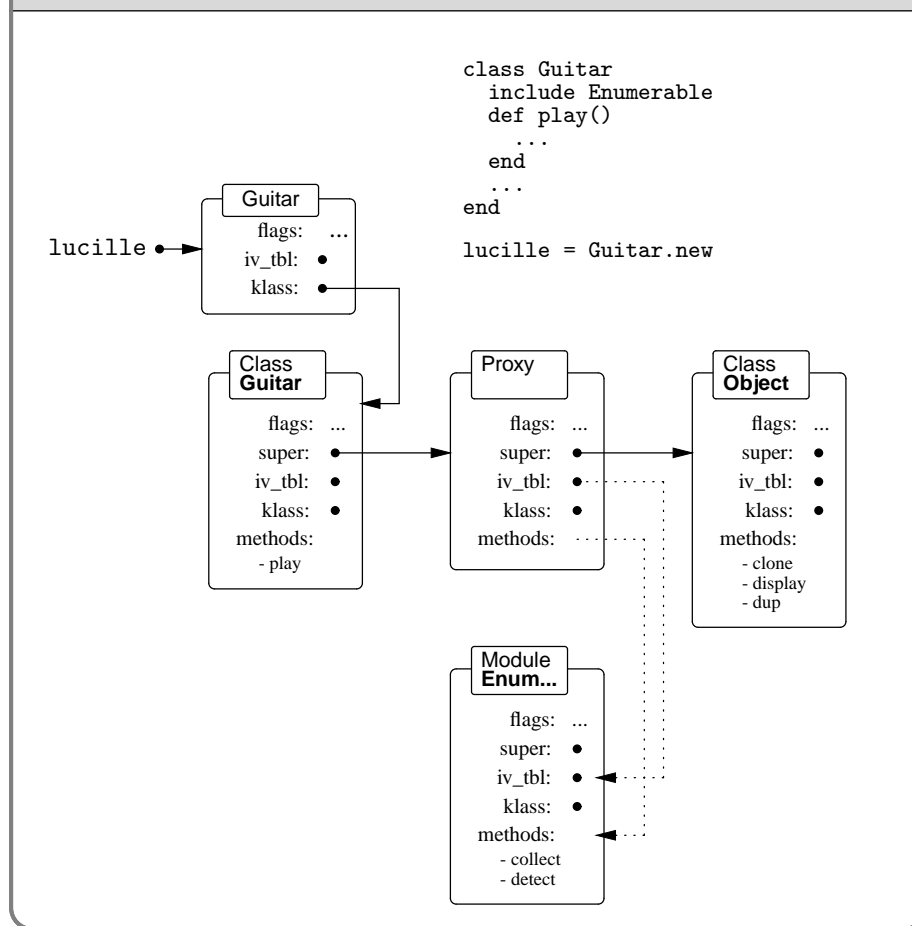 class Guitar
include Enumerable
def play()
...
end
...
end
lucille = Guitar.new
lucille
Guitar
flags: ...
iv_tbl:
klass:
Class
Guitar
flags: ...
super:
iv_tbl:
klass:
methods:
- play
Proxy
flags: ...
super:
iv_tbl:
klass:
methods:
Class
Object
flags: ...
super:
iv_tbl:
klass:
methods:
- clone
- display
- dup
Module
Enum...
flags: ...
super:
iv_tbl:
klass:
methods:
- collect
- detect